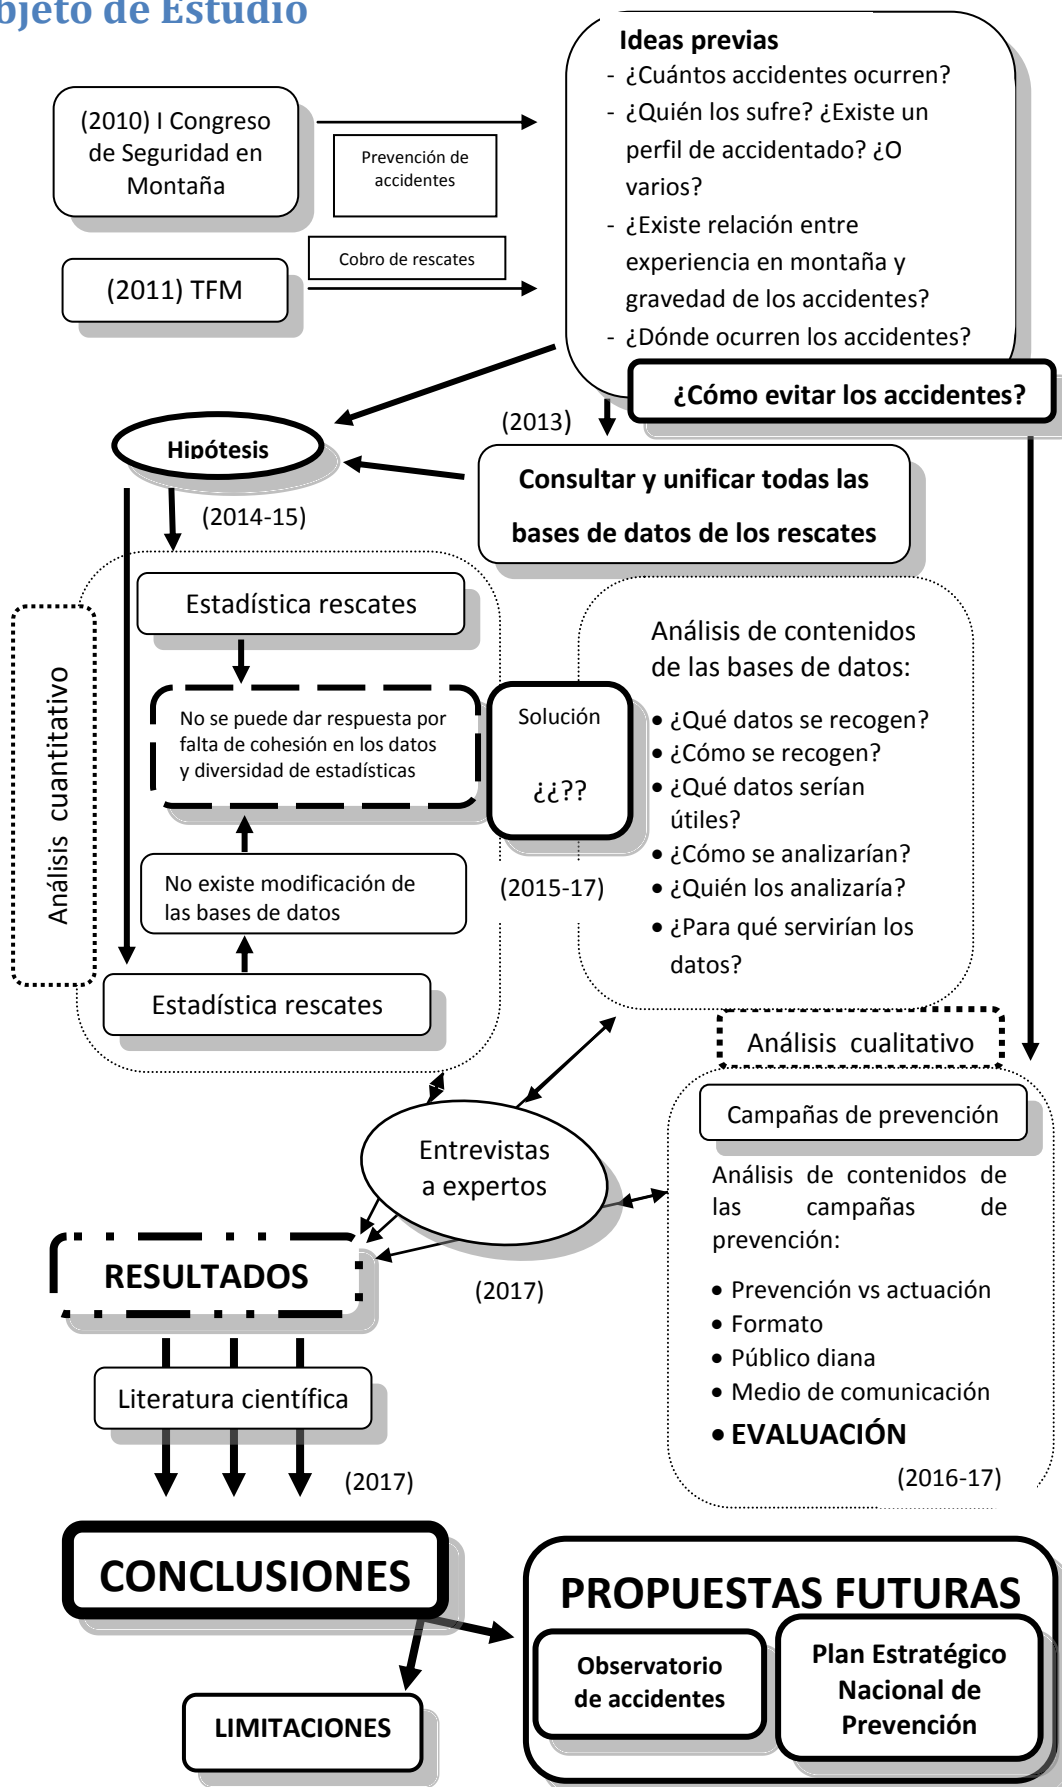 bjeto de Estudio
Ideas previas
- ¿Cuántos accidentes ocurren?
- ¿Quién los sufre? ¿Existe un
perfil de accidentado? ¿O
varios?
- ¿Existe relación entre
experiencia en montaña y
gravedad de los accidentes?
- ¿Dónde ocurren los accidentes?
(2010) I Congreso
de Seguridad en
Montaña
Prevención de
accidentes
(2011) TFM
Cobro de rescates
¿Cómo evitar los accidentes?
(2013)
Hipótesis
Consultar y unificar todas las
bases de datos de los rescates
(2014-15)
Análisis cuantitativo
Estadística rescates
No se puede dar respuesta por
falta de cohesión en los datos
y diversidad de estadísticas
No existe modificación de
las bases de datos
Estadística rescates
Solución
¿¿??
(2015-17)
Análisis de contenidos
de las bases de datos:
• ¿Qué datos se recogen?
• ¿Cómo se recogen?
• ¿Qué datos serían
útiles?
• ¿Cómo se analizarían?
• ¿Quién los analizaría?
• ¿Para qué servirían los
datos?
Análisis cualitativo
Campañas de prevención
Análisis de contenidos de
las campañas de
prevención:
• Prevención vs actuación
• Formato
• Público diana
• Medio de comunicación
• EVALUACIÓN
(2016-17)
Entrevistas
a expertos
(2017)
RESULTADOS
Literatura científica
(2017)
CONCLUSIONES
LIMITACIONES
PROPUESTAS FUTURAS
Observatorio
de accidentes
Plan Estratégico
Nacional de
Prevención